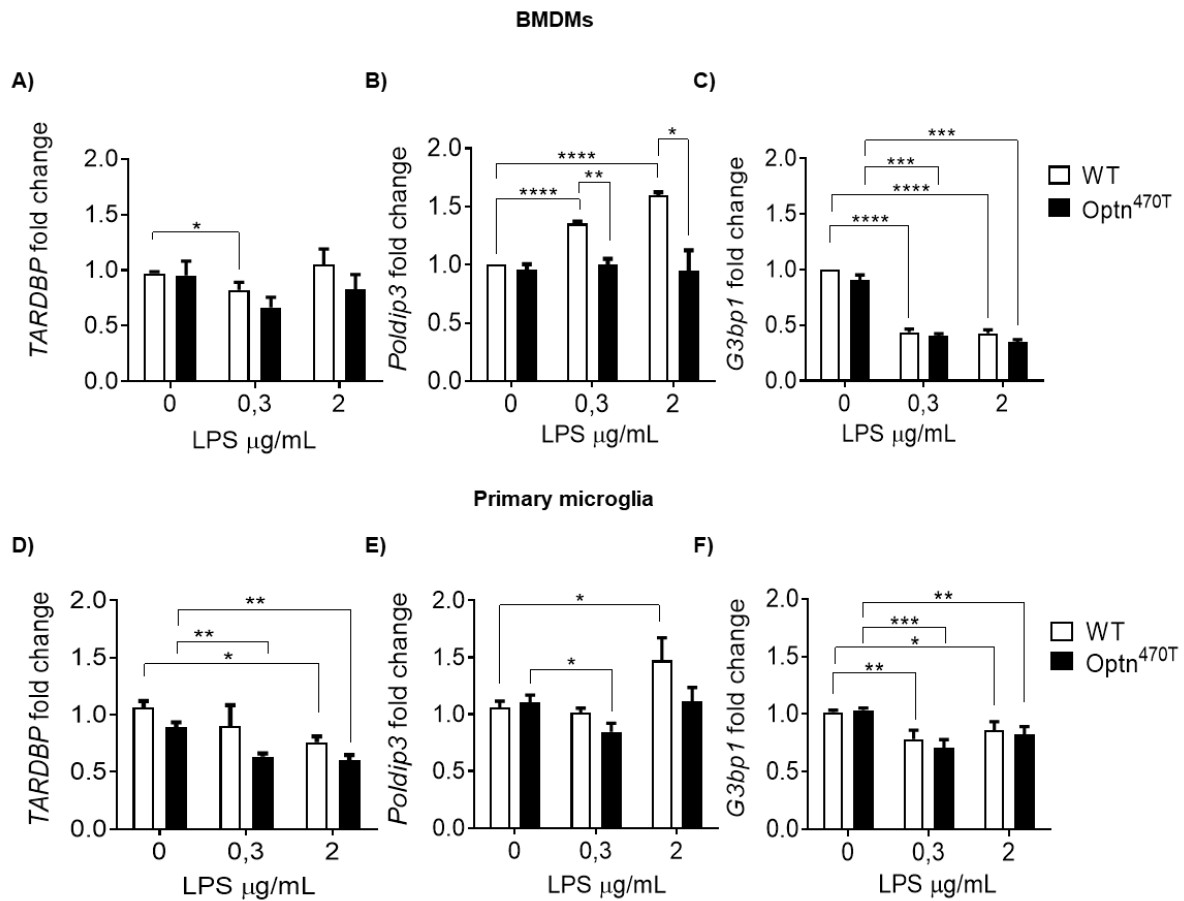 BMDMs
A)
TARDBP fold change
2.0
1.5
1.0
0.5
0.0
*
0
0,3
2
LPS μg/mL
B)
Poldip3 fold change
2.0
1.5
1.0
0.5
0.0
*
****
**
****
0
0,3
2
LPS μg/mL
C)
G3bp1 fold change
2.0
1.5
1.0
0.5
0.0
***
***
****
****
0
0,3
2
LPS μg/mL
WT
Optn470T
Primary microglia
D)
TARDBP fold change
2.0
1.5
1.0
0.5
0.0
**
**
*
0
0,3
2
LPS μg/mL
E)
Poldip3 fold change
2.0
1.5
1.0
0.5
0.0
*
*
0
0,3
2
LPS μg/mL
F)
G3bp1 fold change
2.0
1.5
1.0
0.5
0.0
**
***
*
**
0
0,3
2
LPS μg/mL
WT
Optn470T